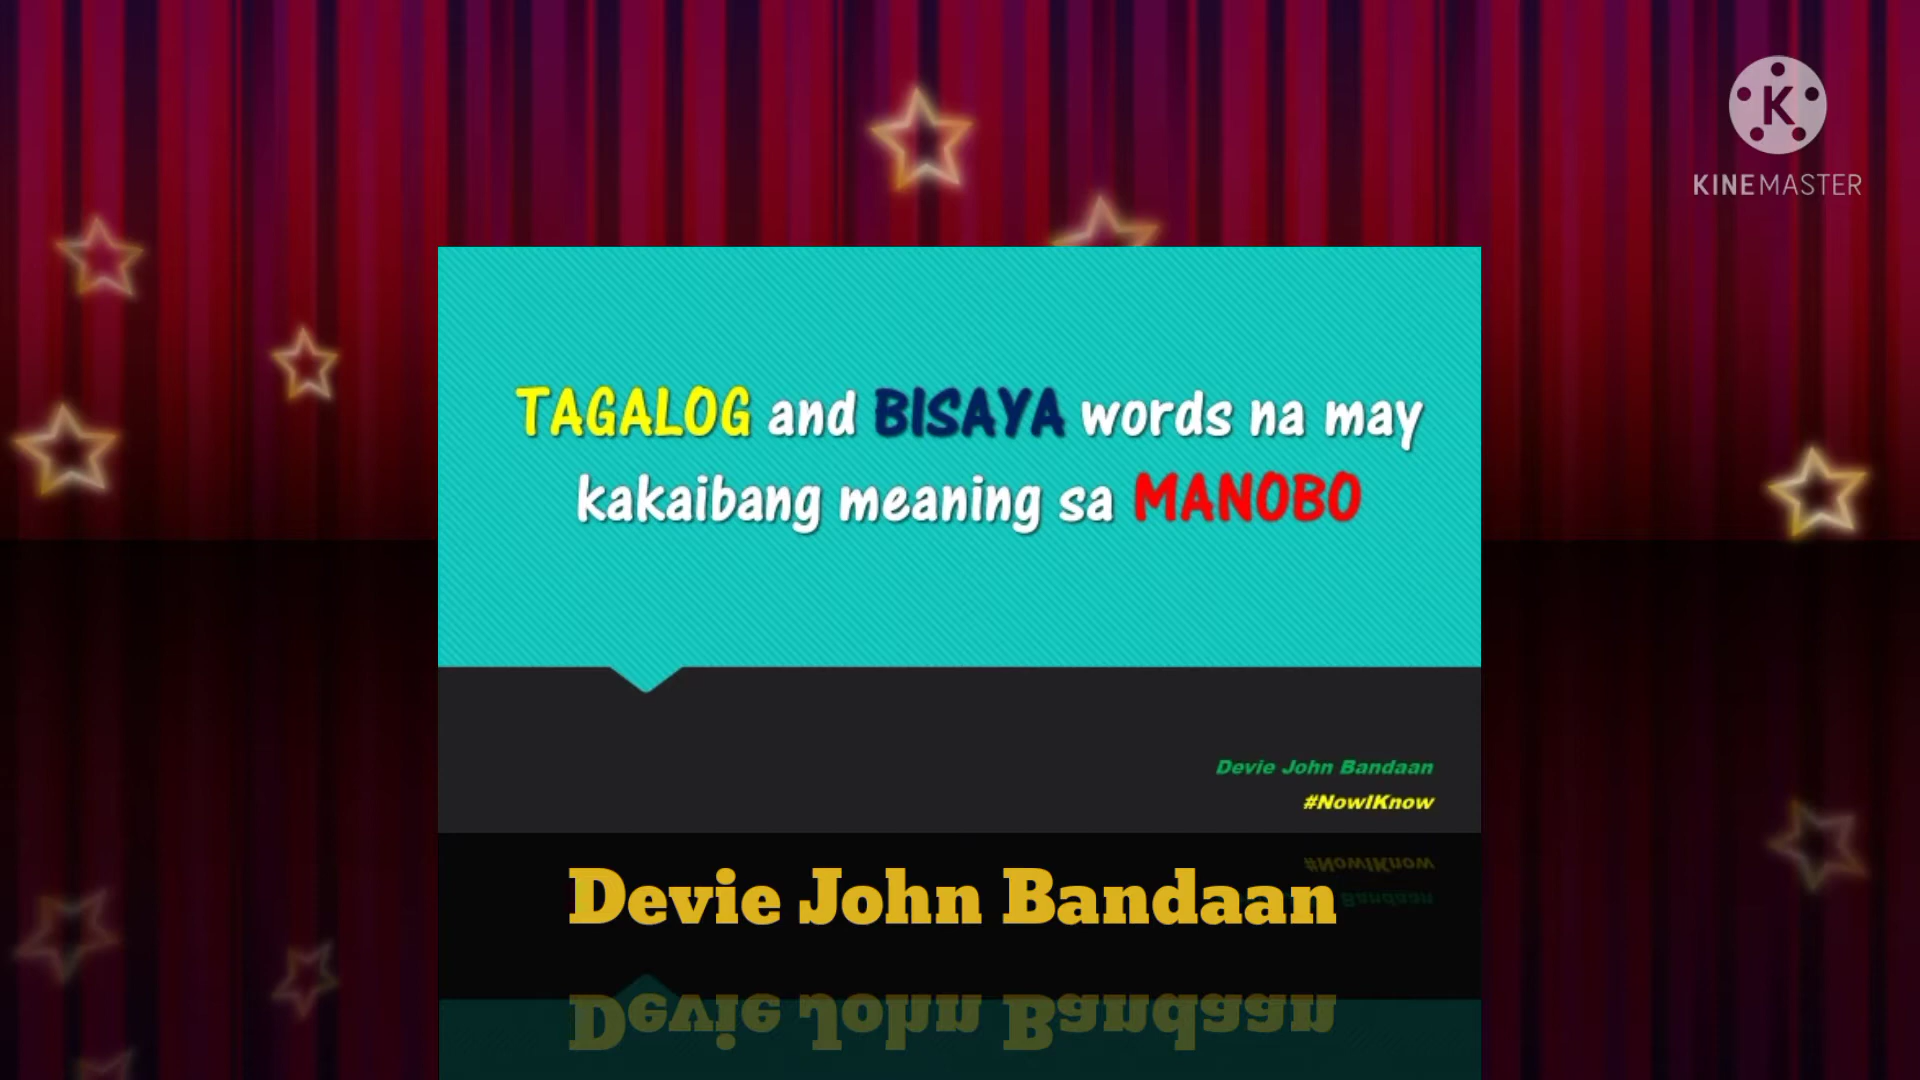 KINEMASTER
TAGALOG and BISAYA words na may
kakaibang meaning sa MANOBO
Devie John Bandaan
#NowIKnow
Devie John Bandaan